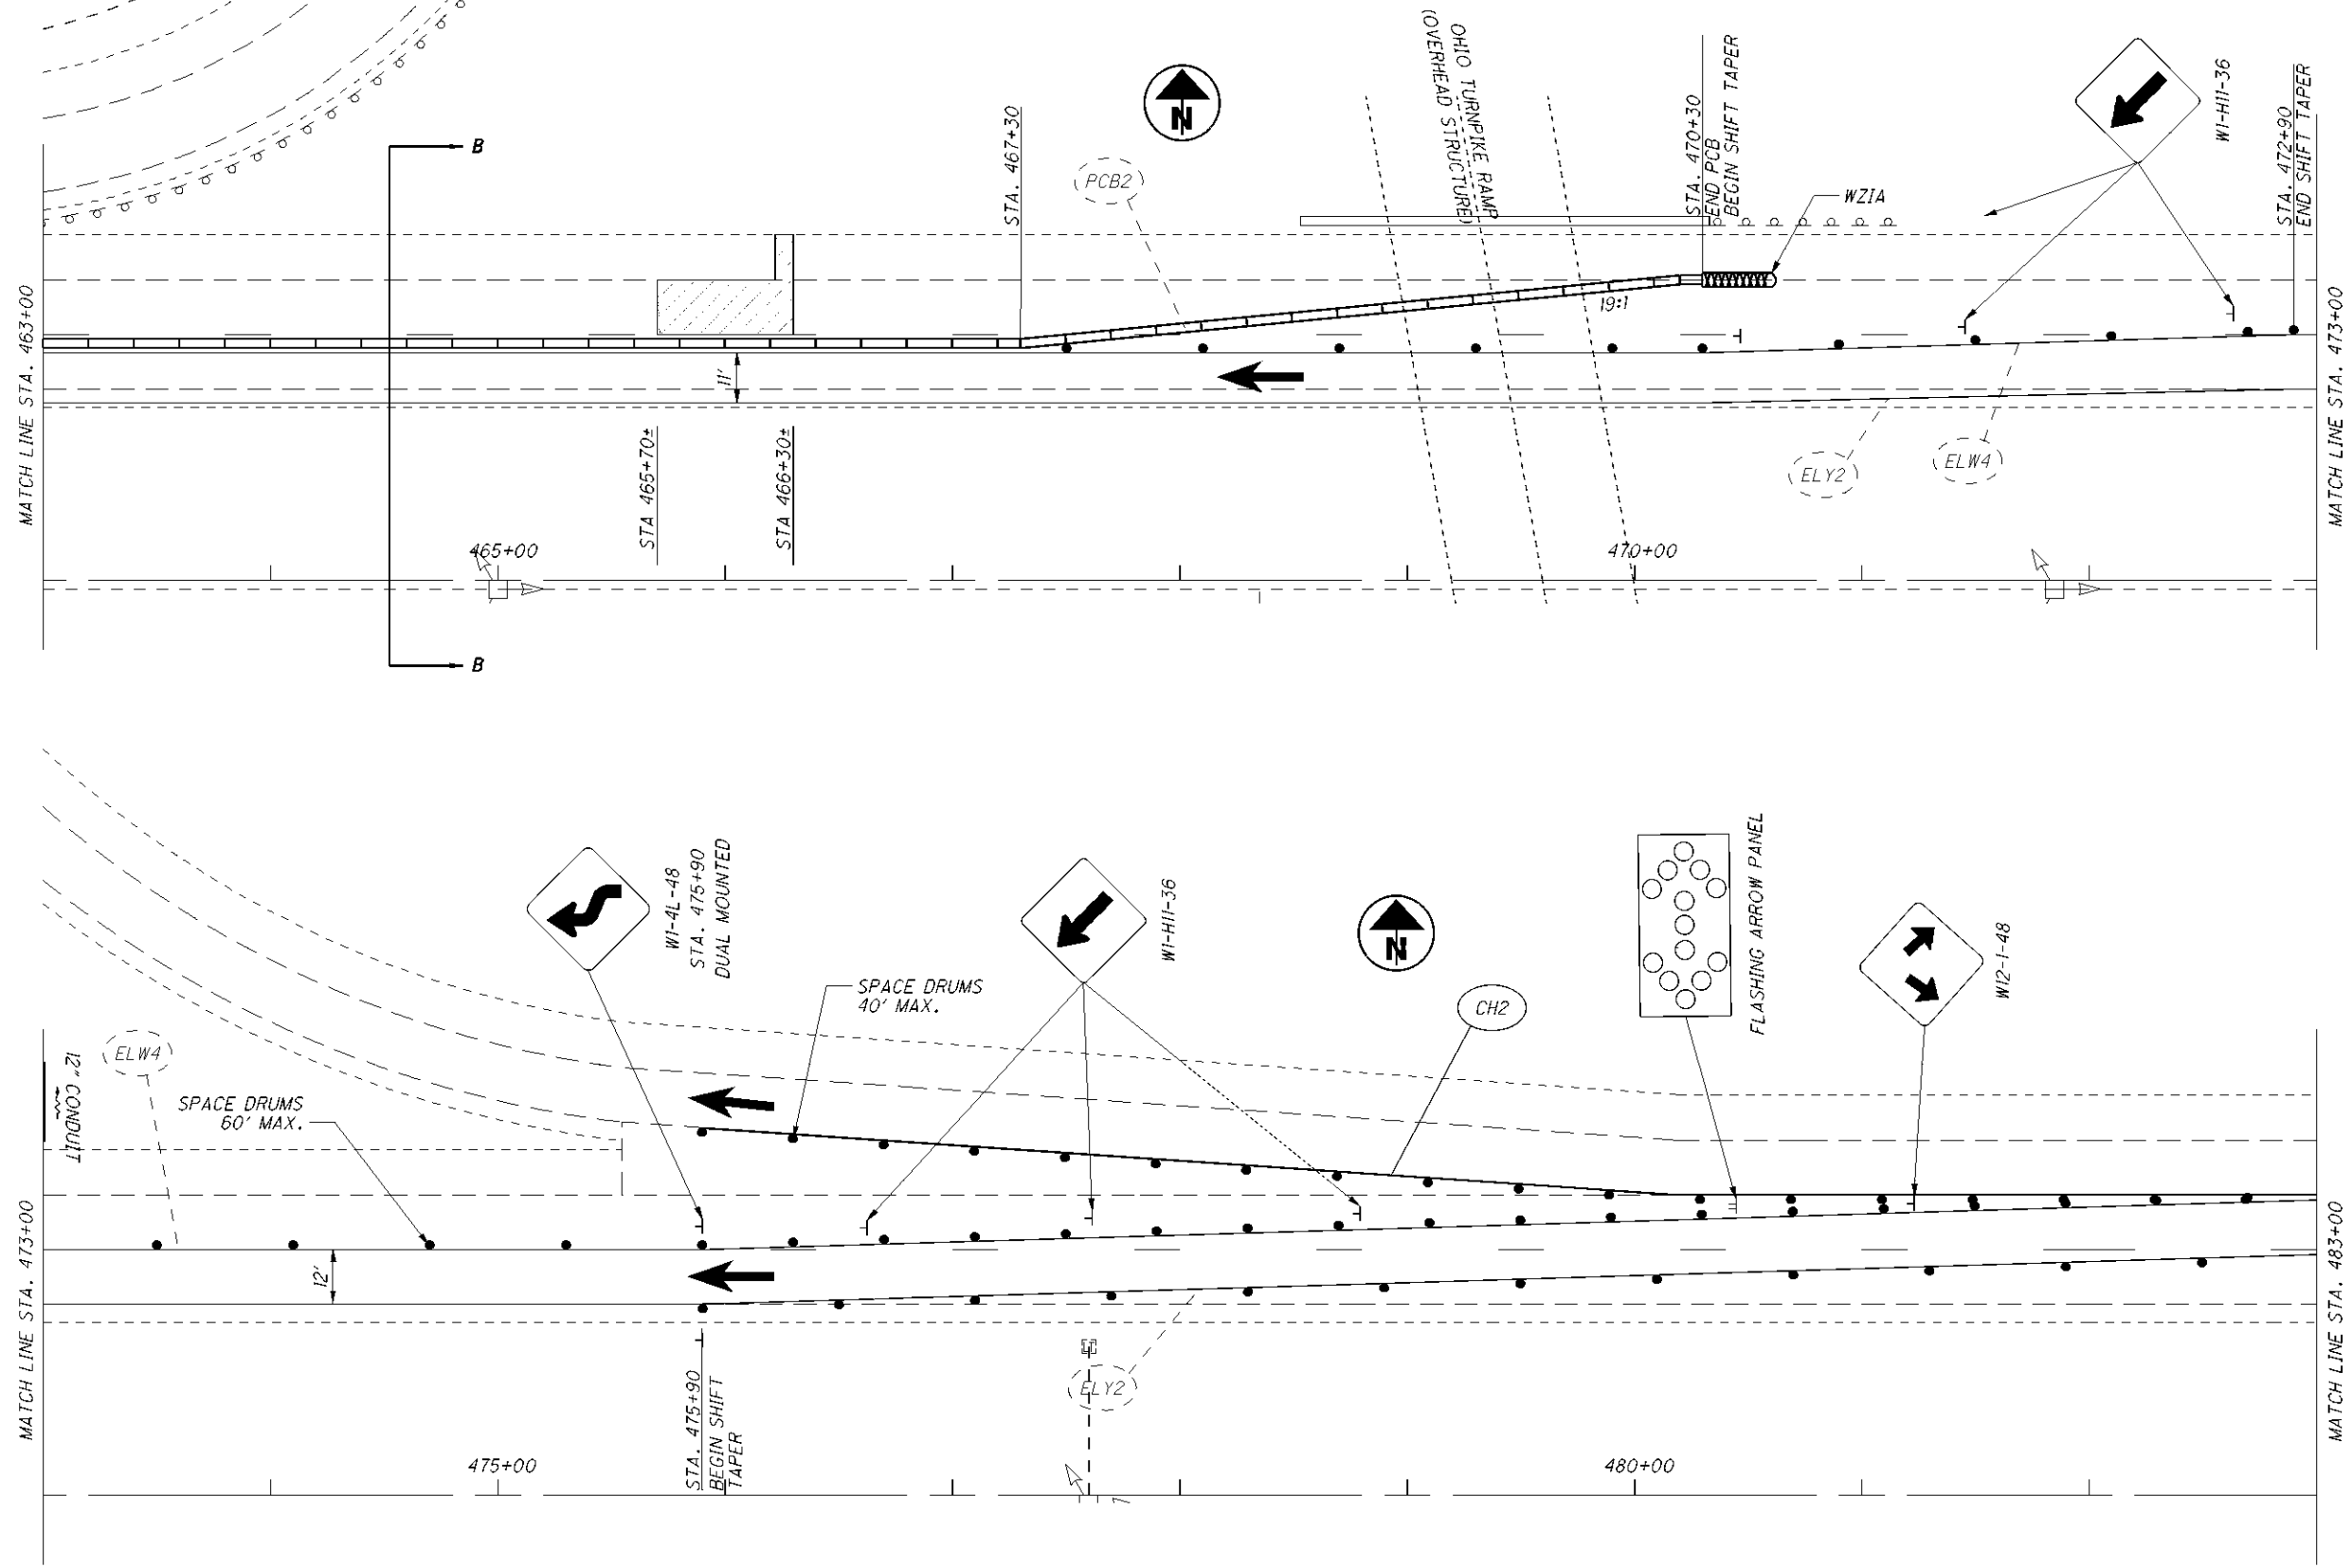 MATCH LINE STA. 463+00
B
STA. 467+30
N
PCB2
OHIO TURNPIKE RAMP
(OVERHEAD STRUCTURE)
STA. 470+30
END PCB
BEGIN SHIFT TAPER
WZIA
W1-H11-36
STA. 472+90
END SHIFT TAPER
19:1
11'
STA 465+70±
STA 466+30±
ELY2
ELW4
465+00
470+00
B
MATCH LINE STA. 473+00
MATCH LINE STA. 473+00
12" CONDUIT
ELW4
SPACE DRUMS
60' MAX.
W1-4L-48
STA. 475+90
DUAL MOUNTED
SPACE DRUMS
40' MAX.
W1-H11-36
N
CH2
FLASHING ARROW PANEL
W12-1-48
12'
STA. 475+90
BEGIN SHIFT
TAPER
ELY2
475+00
480+00
MATCH LINE STA. 483+00